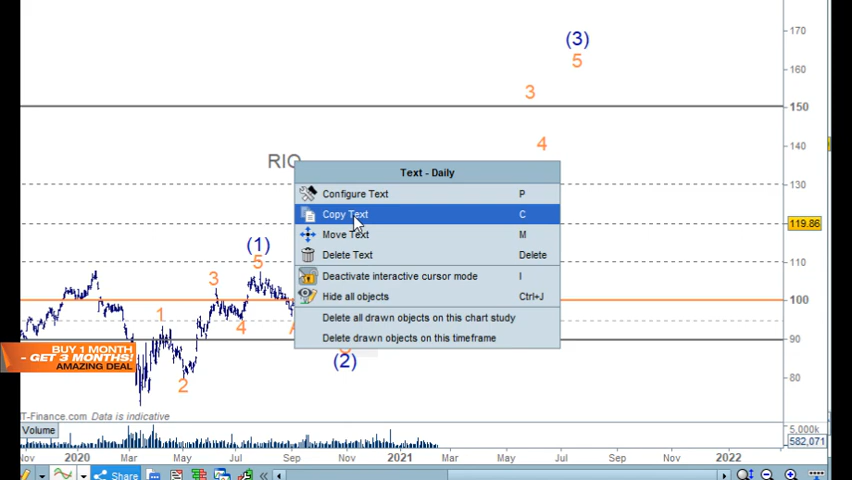 (3)
170
5
160
3
150
4
140
RIO
Text - Daily
130
Configure Text P
Copy Text C
119.86
Move Text M
(1)
Delete Text Delete
110
5
3
Deactivate interactive cursor mode I
Hide all objects Ctrl+J
100
1
4
Delete all drawn objects on this chart study
90
Delete drawn objects on this timeframe
BUY 1 MONTH
- GET 3 MONTHS!
AMAZING DEAL
(2)
2
80
T-Finance.com Data is indicative
Volume
5,000k
582,071
Nov 2020 Mar May Jul Sep Nov 2021 May Jul Sep Nov 2022
Share